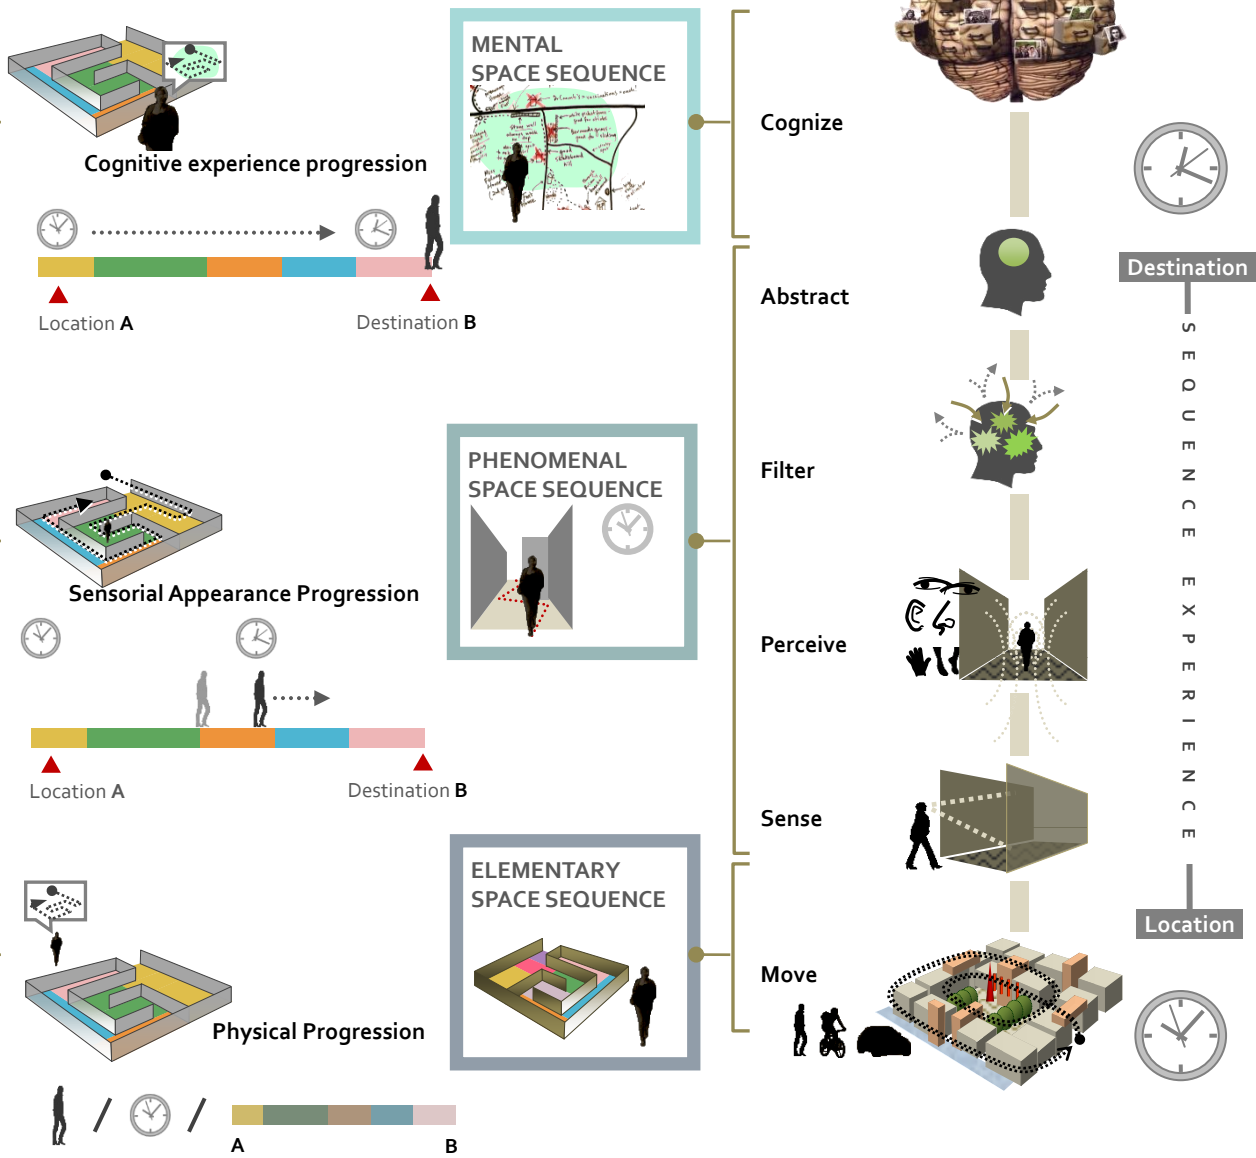 MENTAL
SPACE SEQUENCE
Cognize
Cognitive experience progression
Destination
Abstract
Location A
Destination B
SEQUENCE EXPERIENCE
PHENOMENAL
SPACE SEQUENCE
Filter
Sensorial Appearance Progression
Perceive
Location A
Destination B
Sense
ELEMENTARY
SPACE SEQUENCE
Location
Move
Physical Progression
/ /
A
B